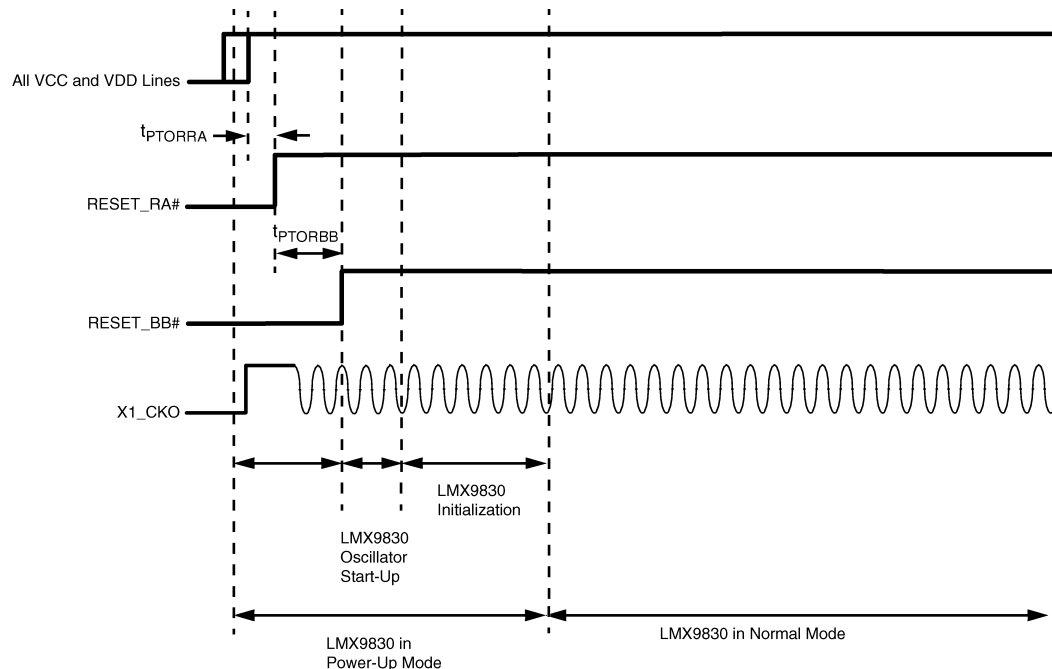 All VCC and VDD Lines
tPTORRA
RESET_RA#
tPTORBB
RESET_BB#
X1_CKO
LMX9830
Initialization
LMX9830
Oscillator
Start-Up
LMX9830 in
Power-Up Mode
LMX9830 in Normal Mode